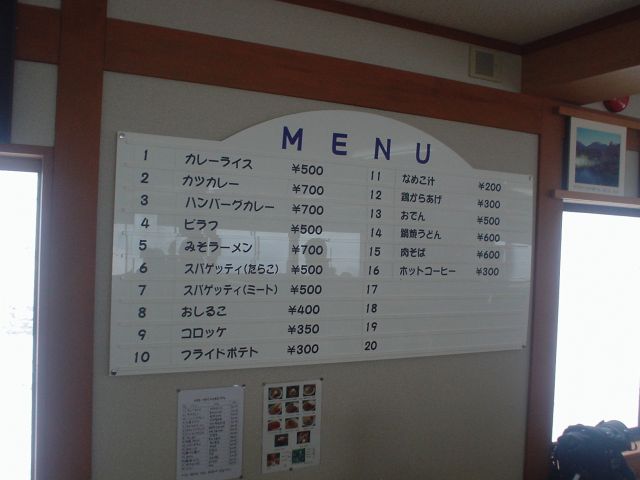 MENU
1 カレーライス ¥500
2 カツカレー ¥700
3 ハンバーグカレー ¥700
4 ピラフ ¥500
5 みそラーメン ¥700
6 スパゲッティ(たらこ) ¥500
7 スパゲッティ(ミート) ¥500
8 おしるこ ¥400
9 コロッケ ¥350
10 フライドポテト ¥300
11 なめこ汁 ¥200
12 鶏からあげ ¥300
13 おでん ¥500
14 鍋焼うどん ¥600
15 肉そば ¥600
16 ホットコーヒー ¥300
17
18
19
20